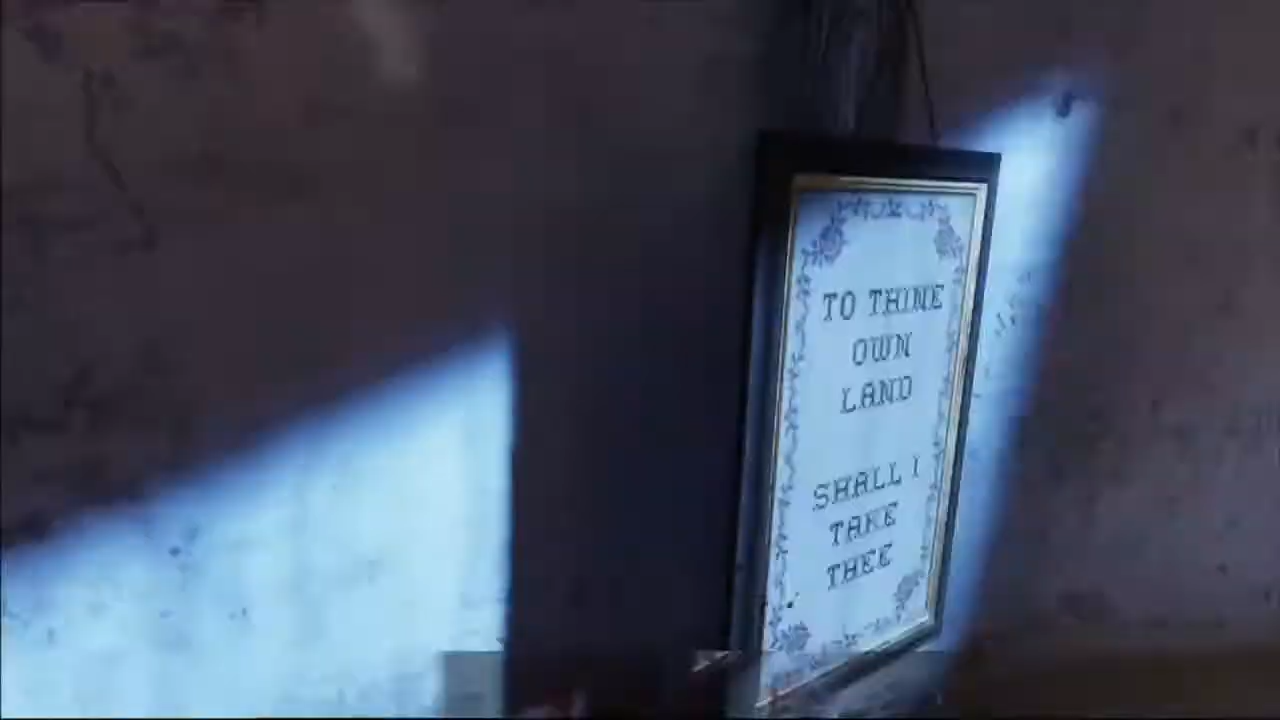 TO THINE
OWN
LAND
SHALL I
TAKE
THEE